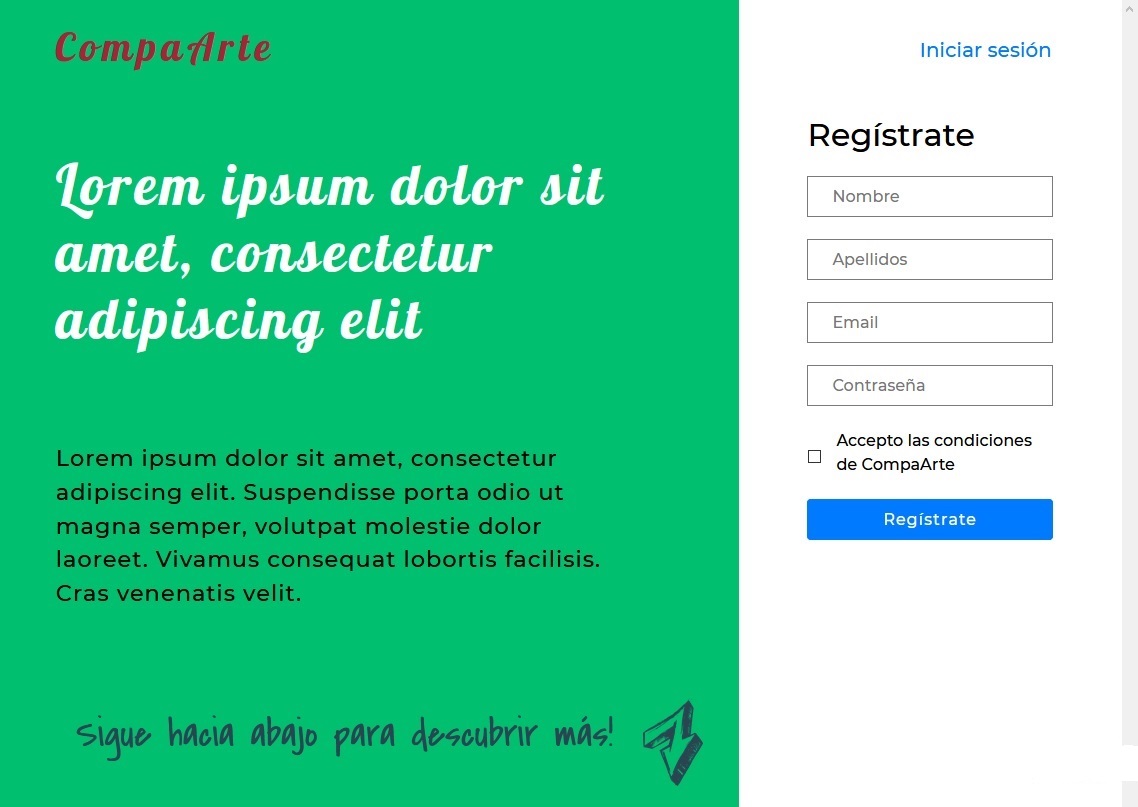 CompaArte
Iniciar sesión
Lorem ipsum dolor sit
amet, consectetur
adipiscing elit
Lorem ipsum dolor sit amet, consectetur
adipiscing elit. Suspendisse porta odio ut
magna semper, volutpat molestie dolor
laoreet. Vivamus consequat lobortis facilisis.
Cras venenatis velit.
Sigue hacia abajo para descubrir más!
Regístrate
Nombre
Apellidos
Email
Contraseña
Accepto las condiciones
de CompaArte
Regístrate